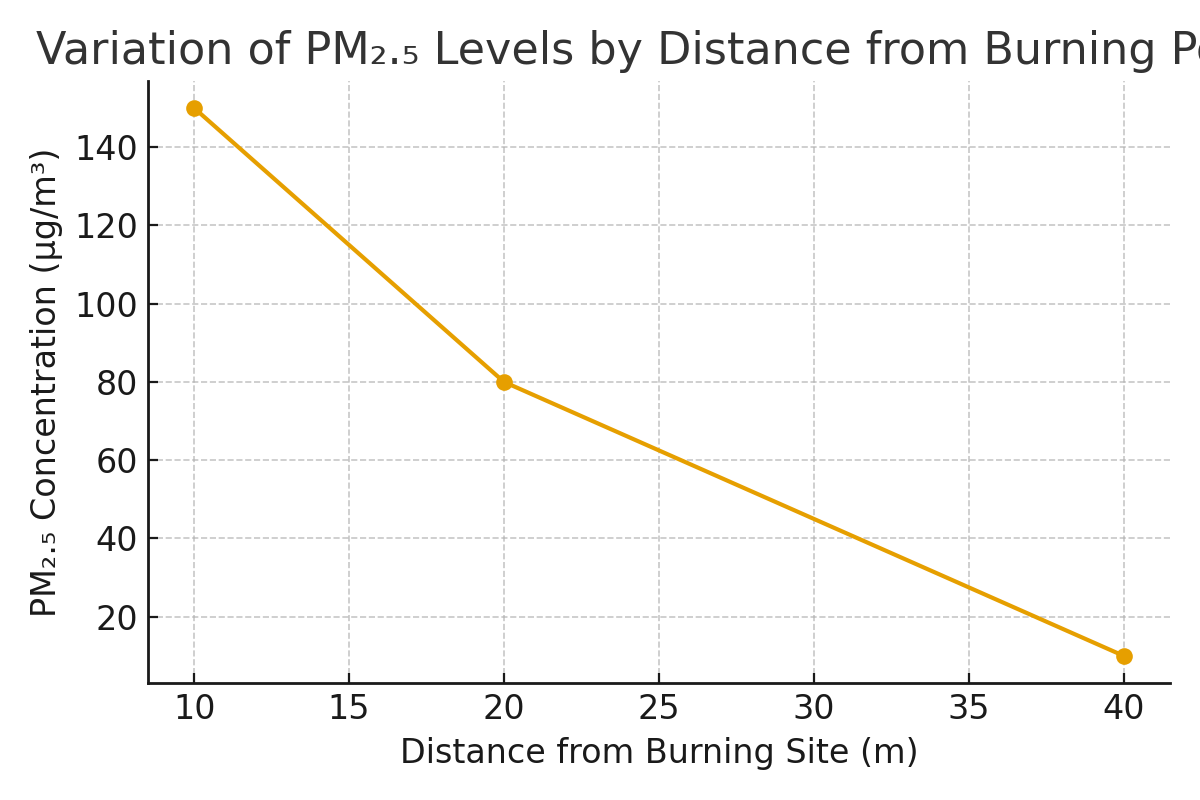 Variation of PM₂.₅ Levels by Distance from Burning
PM₂.₅ Concentration (µg/m³)
140
120
100
80
60
40
20
10 15 20 25 30 35 40
Distance from Burning Site (m)